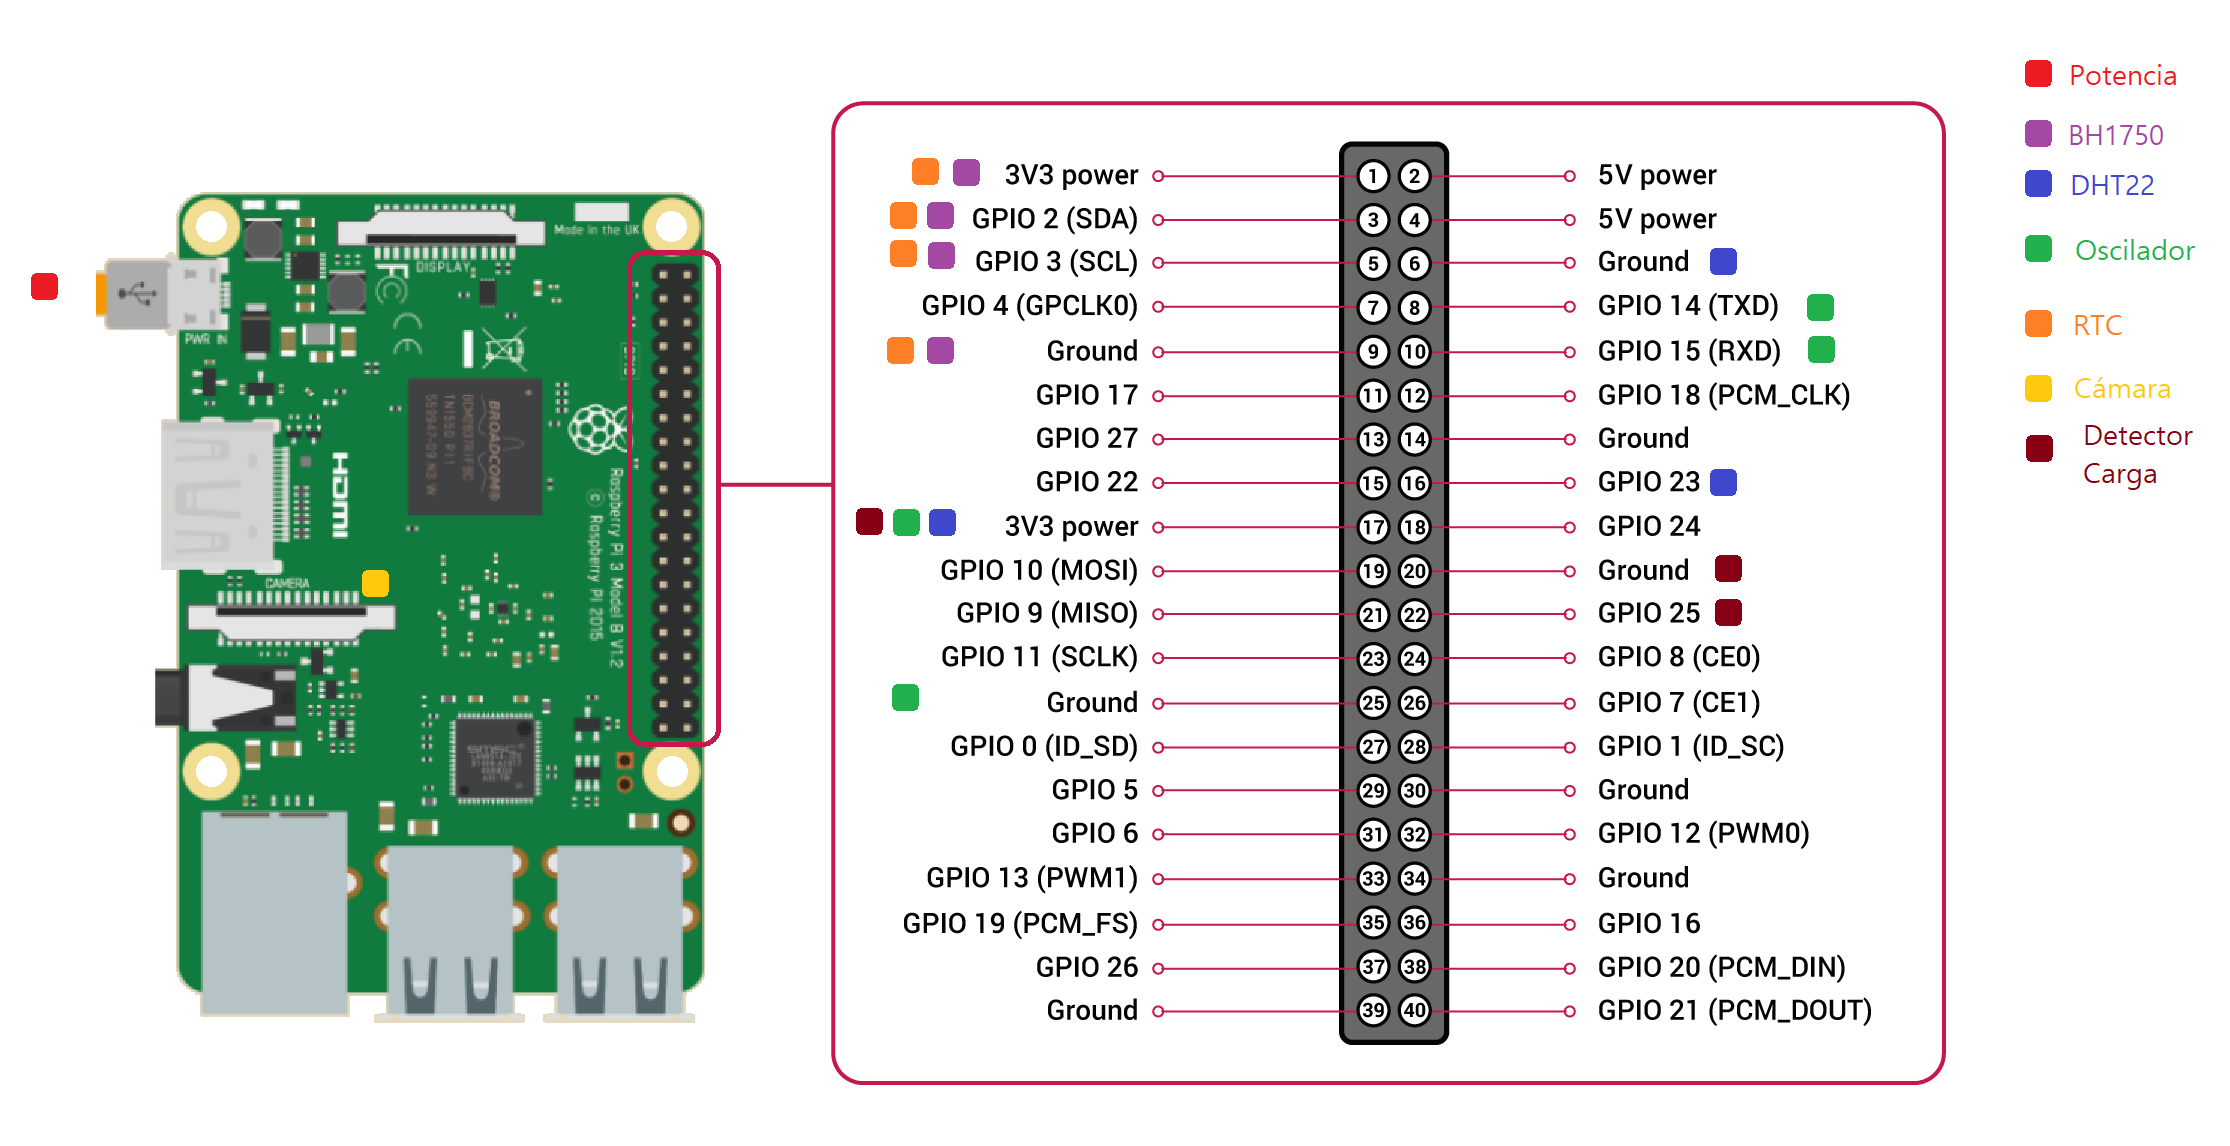 Potencia
BH1750
DHT22
Oscilador
RTC
Cámara
Detector
Carga
3V3 power 1 2 5V power
GPIO 2 (SDA) 3 4 5V power
GPIO 3 (SCL) 5 6 Ground
GPIO 4 (GPCLK0) 7 8 GPIO 14 (TXD)
Ground 9 10 GPIO 15 (RXD)
GPIO 17 11 12 GPIO 18 (PCM_CLK)
GPIO 27 13 14 Ground
GPIO 22 15 16 GPIO 23
3V3 power 17 18 GPIO 24
GPIO 10 (MOSI) 19 20 Ground
GPIO 9 (MISO) 21 22 GPIO 25
GPIO 11 (SCLK) 23 24 GPIO 8 (CE0)
Ground 25 26 GPIO 7 (CE1)
GPIO 0 (ID_SD) 27 28 GPIO 1 (ID_SC)
GPIO 5 29 30 Ground
GPIO 6 31 32 GPIO 12 (PWM0)
GPIO 13 (PWM1) 33 34 Ground
GPIO 19 (PCM_FS) 35 36 GPIO 16
GPIO 26 37 38 GPIO 20 (PCM_DIN)
Ground 39 40 GPIO 21 (PCM_DOUT)
Made in the UK
DISPLAY
FC
CE
PWR IN
BROADCOM®
HDMI
Raspberry Pi 3 Model B V1.2
© Raspberry Pi 2015
CAMERA
smsc